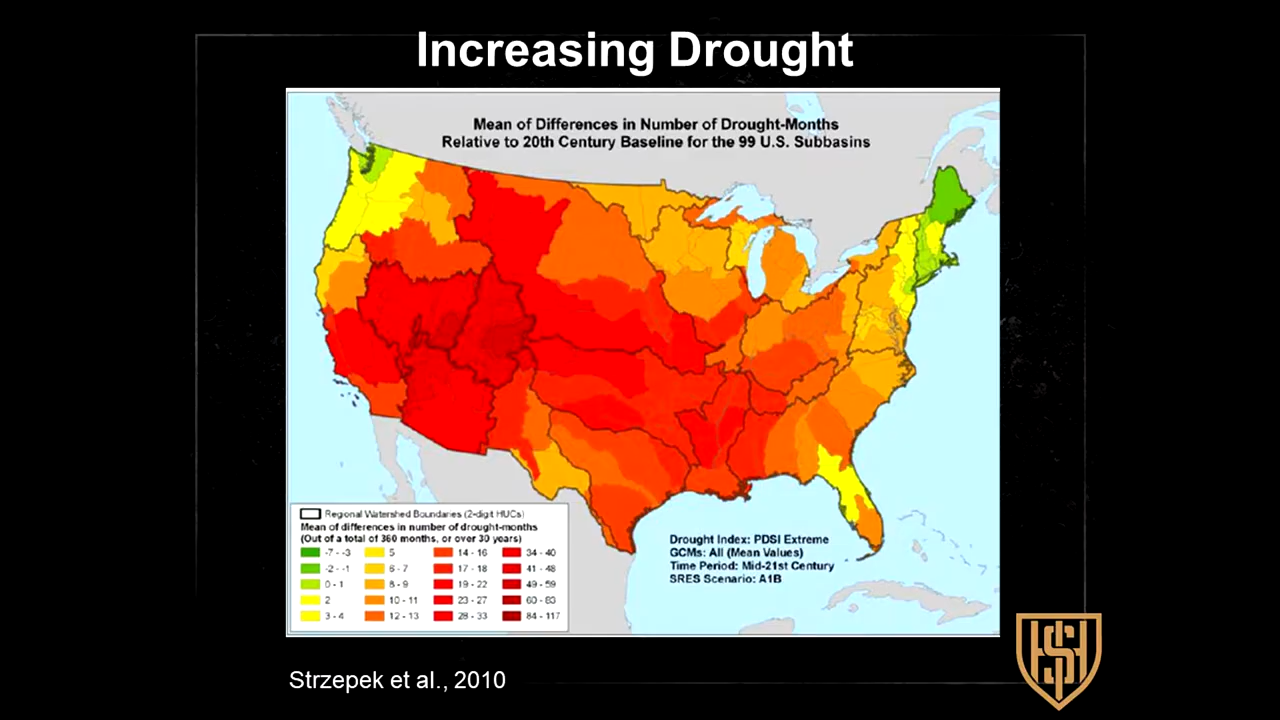 Increasing Drought
Mean of Differences in Number of Drought-Months
Relative to 20th Century Baseline for the 99 U.S. Subbasins
Regional Watershed Boundaries (2-digit HUCs)
Mean of differences in number of drought-months
(Out of a total of 360 months, or over 30 years)
-7 - -3 5 14 - 16 34 - 40
-2 - -1 6 - 7 17 - 18 41 - 48
0 - 1 8 - 9 19 - 22 49 - 59
2 10 - 11 23 - 27 60 - 83
3 - 4 12 - 13 28 - 33 84 - 117
Drought Index: PDSI Extreme
GCMs: All (Mean Values)
Time Period: Mid-21st Century
SRES Scenario: A1B
Strzepek et al., 2010